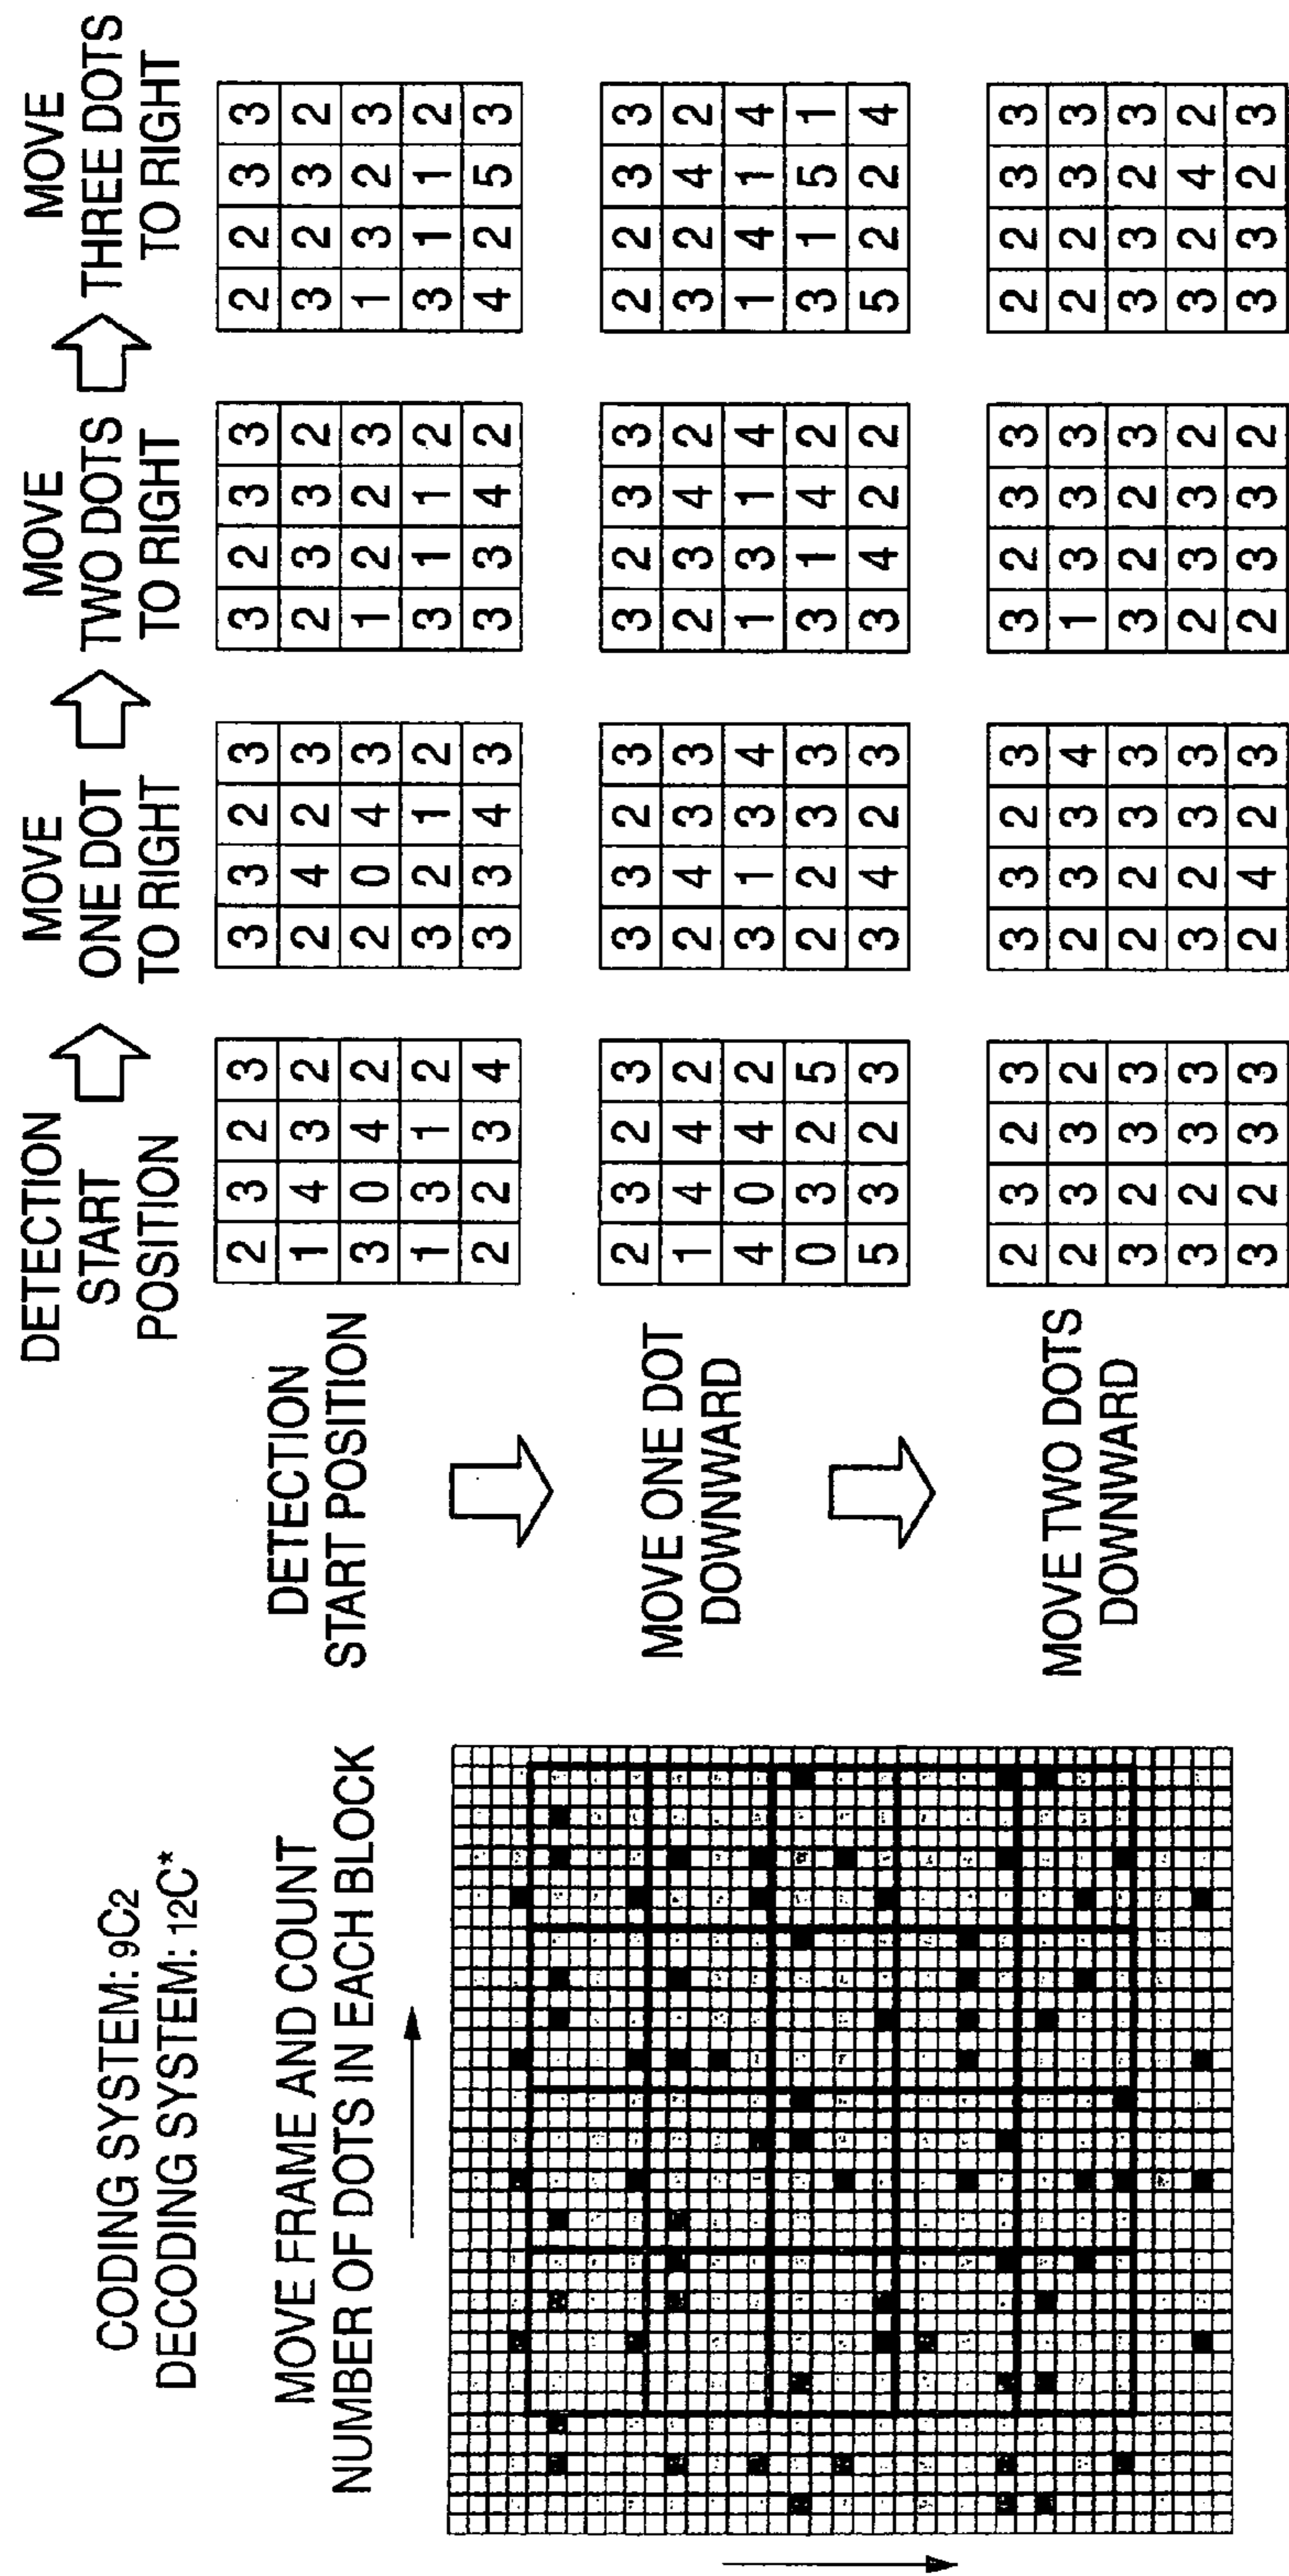 CODING SYSTEM: 9C2
DECODING SYSTEM: 12C*
MOVE FRAME AND COUNT
NUMBER OF DOTS IN EACH BLOCK
DETECTION
START
POSITION
MOVE
ONE DOT
TO RIGHT
MOVE
TWO DOTS
TO RIGHT
MOVE
THREE DOTS
TO RIGHT
DETECTION
START POSITION
2 3 2 3 3 3 2 3 3 2 3 3 2 2 3 3
1 4 3 2 2 4 2 3 2 3 3 2 3 2 3 2
3 0 4 2 2 0 4 3 1 2 2 3 1 3 2 3
1 3 1 2 3 2 1 2 3 1 1 2 3 1 1 2
2 2 3 4 3 3 4 3 3 3 4 2 4 2 5 3
MOVE ONE DOT
DOWNWARD
2 3 2 3 3 3 2 3 3 2 3 3 2 2 3 3
1 4 4 2 2 4 3 3 2 3 4 2 3 2 4 2
4 0 4 2 3 1 3 4 1 3 1 4 1 4 1 4
0 3 2 5 2 2 3 3 3 1 4 2 3 1 5 1
5 3 2 3 3 4 2 3 3 4 2 2 5 2 2 4
MOVE TWO DOTS
DOWNWARD
2 3 2 3 3 3 2 3 3 2 3 3 2 2 3 3
2 3 3 2 2 3 3 4 1 3 3 3 2 2 3 3
3 2 3 3 2 2 3 3 3 2 2 3 3 3 2 3
3 2 3 3 3 2 3 3 2 3 3 2 3 2 4 2
3 2 3 3 2 4 2 3 2 3 3 2 3 3 2 3